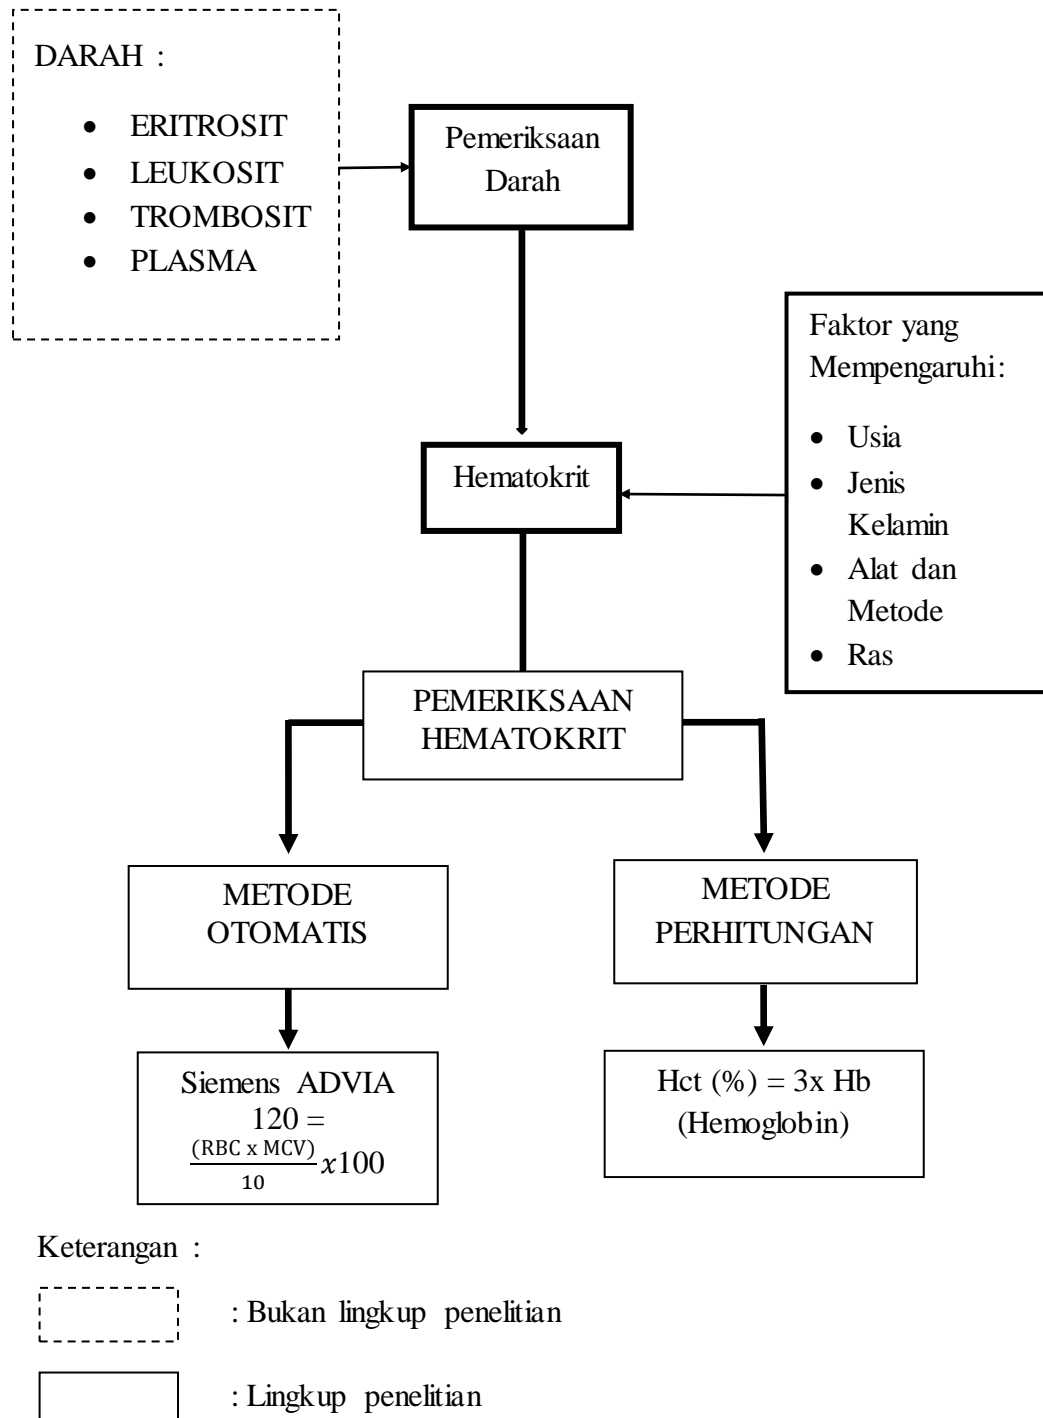 DARAH :
• ERITROSIT
• LEUKOSIT
• TROMBOSIT
• PLASMA
Pemeriksaan
Darah
Faktor yang
Mempengaruhi:
• Usia
• Jenis
Kelamin
• Alat dan
Metode
• Ras
Hematokrit
PEMERIKSAAN
HEMATOKRIT
METODE
OTOMATIS
METODE
PERHITUNGAN
Siemens ADVIA
120 =
(RBC x MCV)/10 x100
Hct (%) = 3x Hb
(Hemoglobin)
Keterangan :
: Bukan lingkup penelitian
: Lingkup penelitian